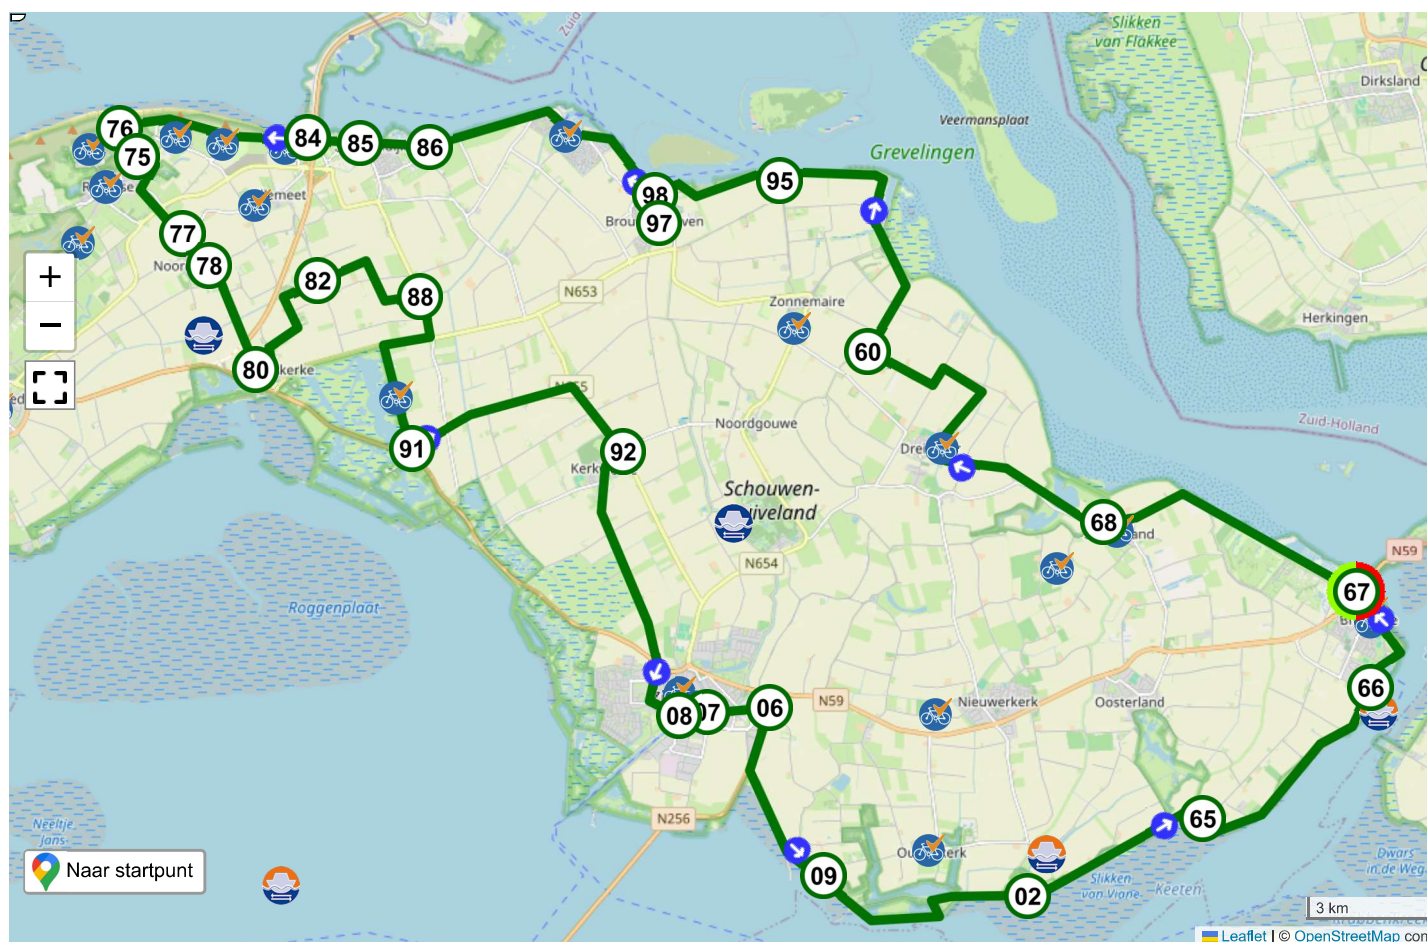 Slikken
van Flakkee
Dirksland
Veermansplaat
Grevelingen
76
84
85
86
75
95
98
97
77
78
82
88
N653
Zonnemaire
Herkingen
+
−
60
80
Zuid-Holland
Noordgouwe
91
92
Schouwen-
68
N59
N654
67
Roggenplaat
66
08
07
06
N59
Nieuwerkerk
Oosterland
N256
65
Neeltje
Jans-
Naar startpunt
09
02
Slikken
van Viane
Keeten
Dwars
in de Weg
3 km
Leaflet | © OpenStreetMap con